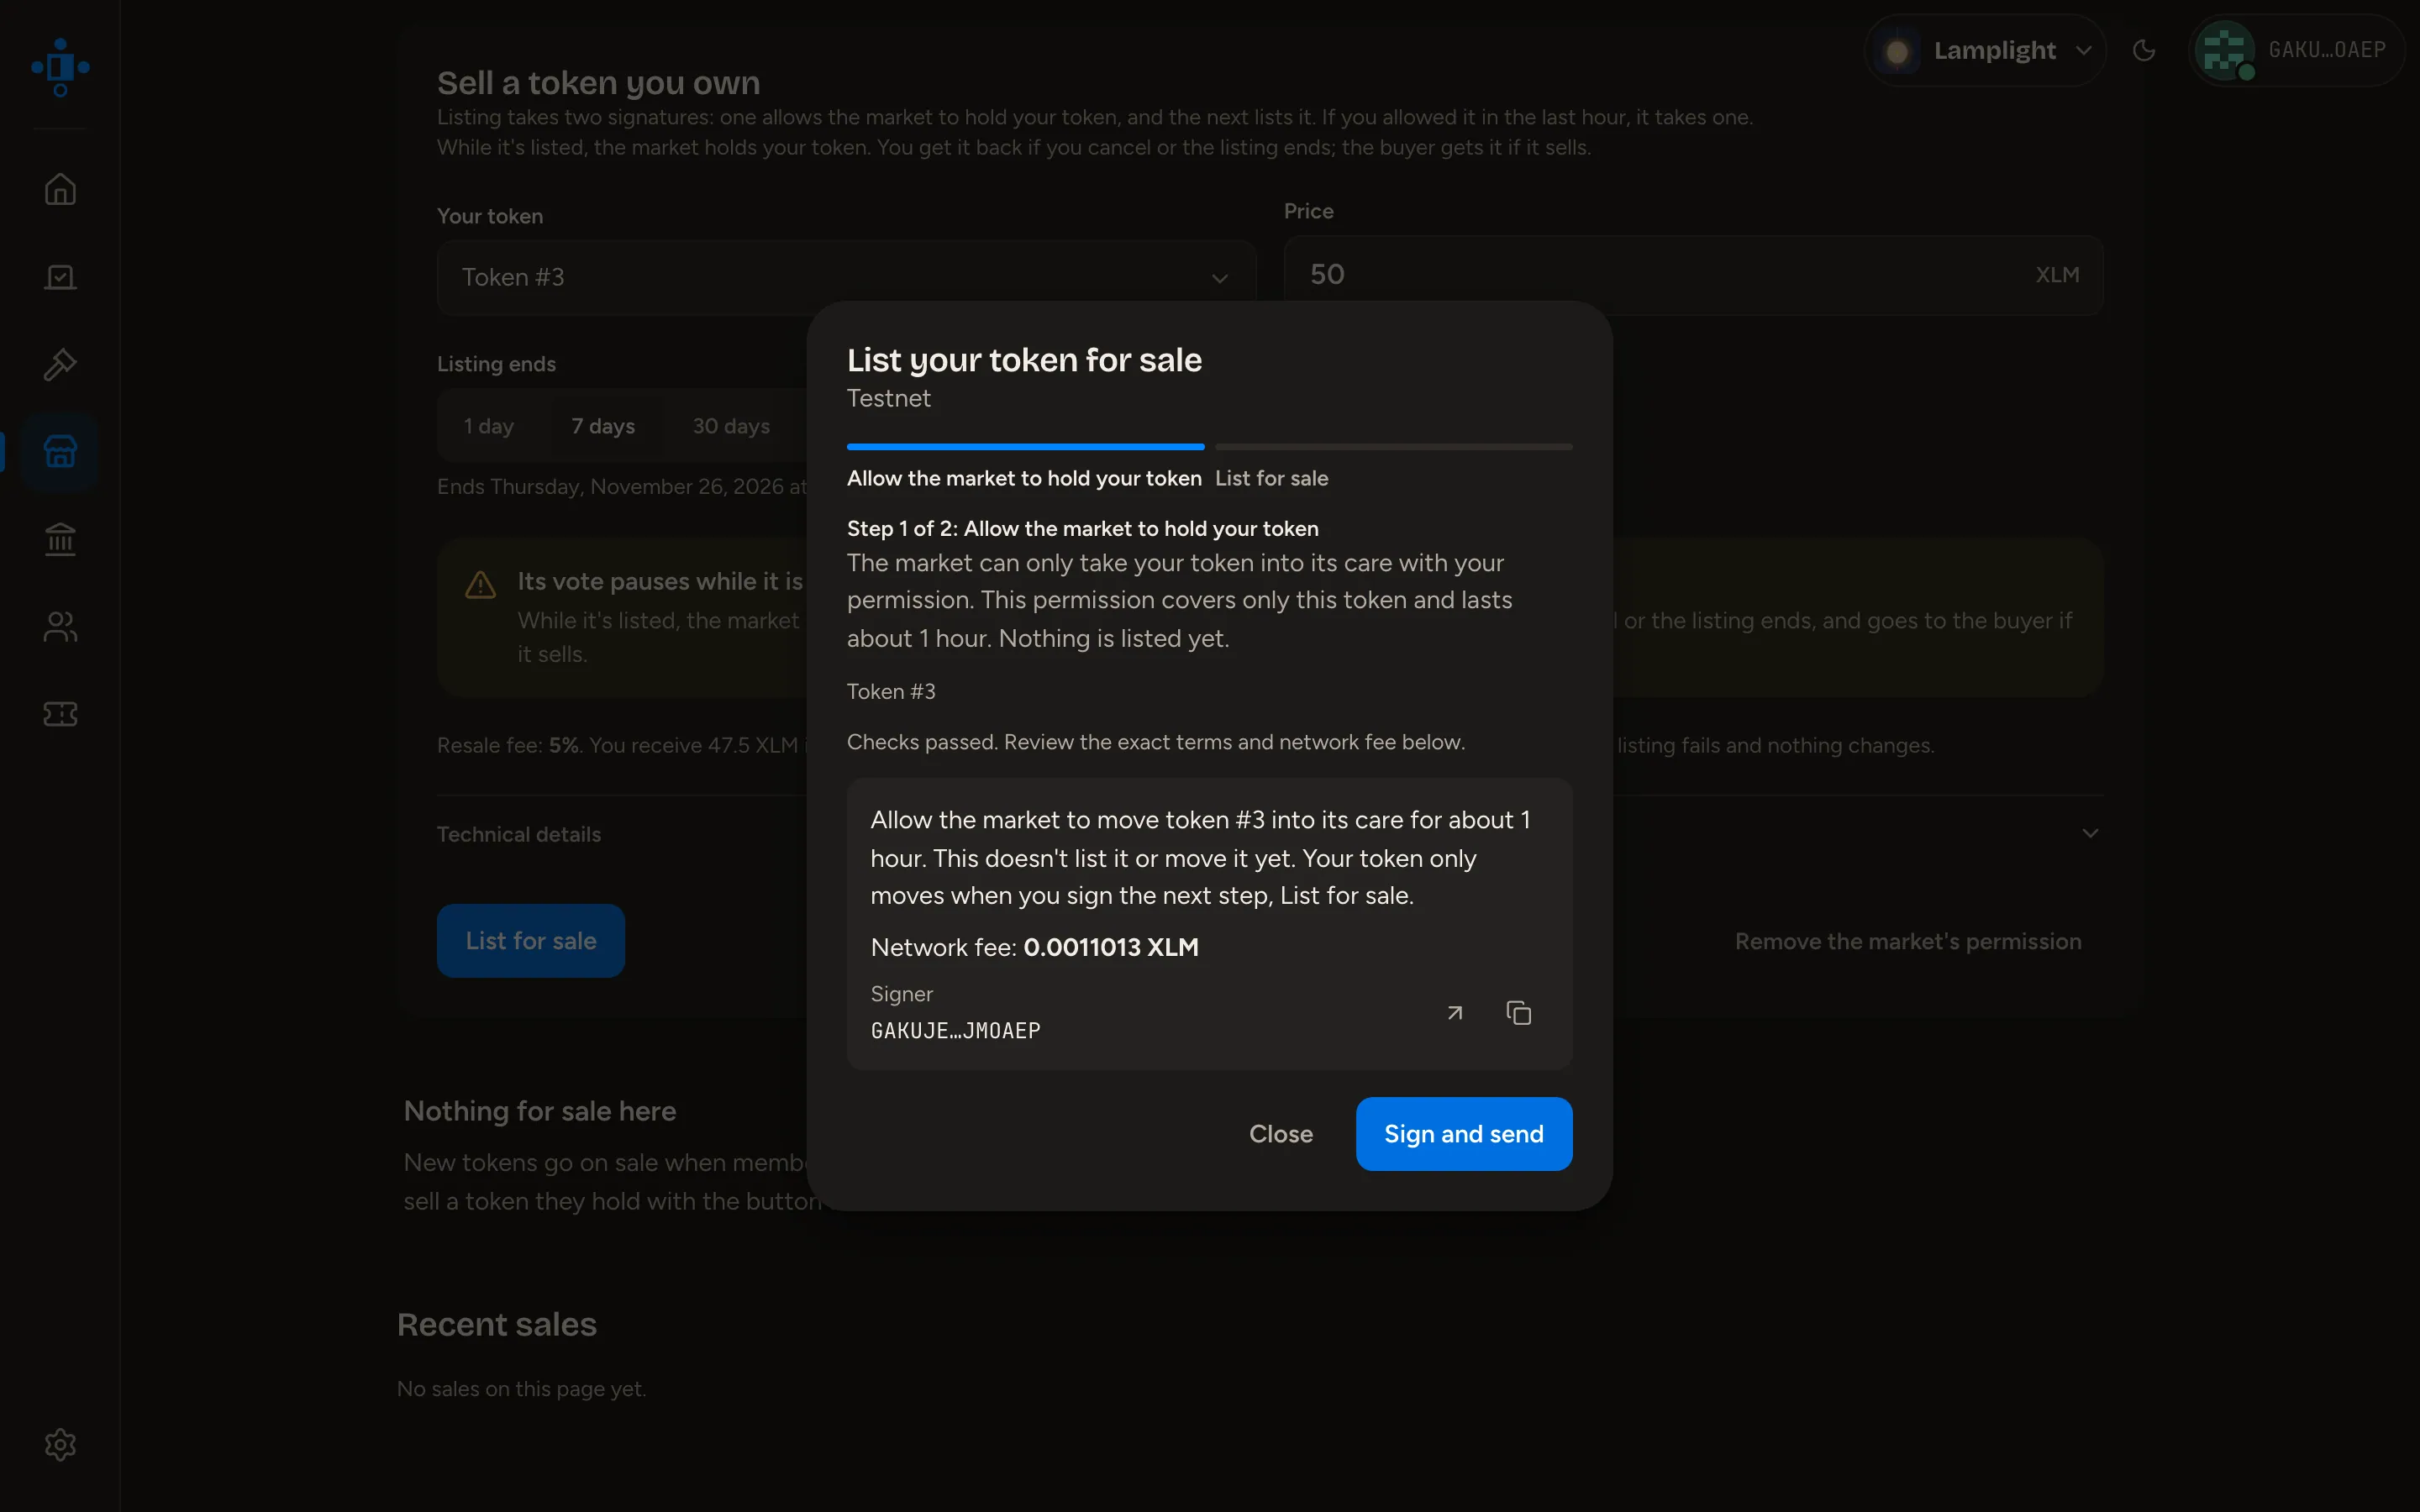 Lamplight
GAKU…OAEP
Sell a token you own
Listing takes two signatures: one allows the market to hold your token, and the next lists it. If you allowed it in the last hour, it takes one.
While it's listed, the market holds your token. You get it back if you cancel or the listing ends; the buyer gets it if it sells.
Your token
Token #3
Price
50
XLM
Listing ends
1 day
7 days
30 days
Ends Thursday, November 26, 2026 at
Its vote pauses while it is
While it's listed, the market
or the listing ends, and goes to the buyer if
it sells.
Resale fee: 5%. You receive 47.5 XLM
listing fails and nothing changes.
Technical details
List for sale
Remove the market's permission
List your token for sale
Testnet
Allow the market to hold your token
List for sale
Step 1 of 2: Allow the market to hold your token
The market can only take your token into its care with your
permission. This permission covers only this token and lasts
about 1 hour. Nothing is listed yet.
Token #3
Checks passed. Review the exact terms and network fee below.
Allow the market to move token #3 into its care for about 1
hour. This doesn't list it or move it yet. Your token only
moves when you sign the next step, List for sale.
Network fee: 0.0011013 XLM
Signer
GAKUJE…JMOAEP
Close
Sign and send
Nothing for sale here
New tokens go on sale when
sell a token they hold with the button
Recent sales
No sales on this page yet.